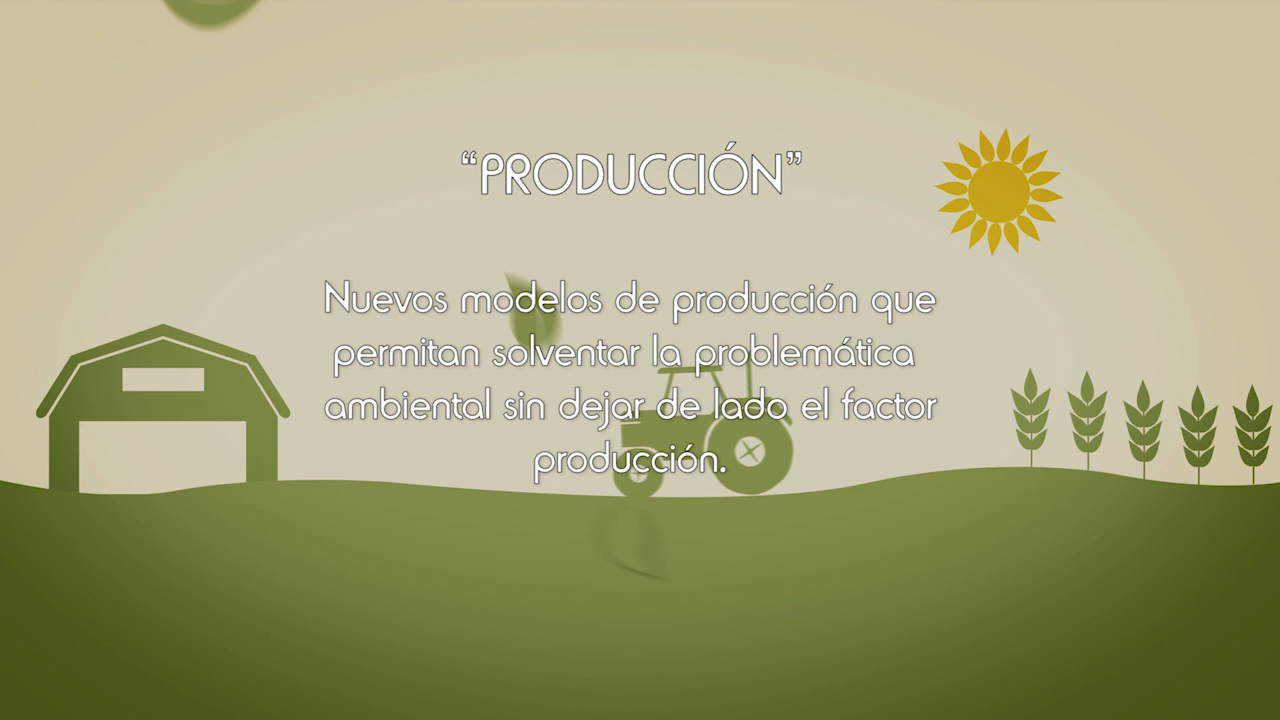 “PRODUCCIÓN”
Nuevos modelos de producción que
permitan solventar la problemática
ambiental sin dejar de lado el factor
producción.